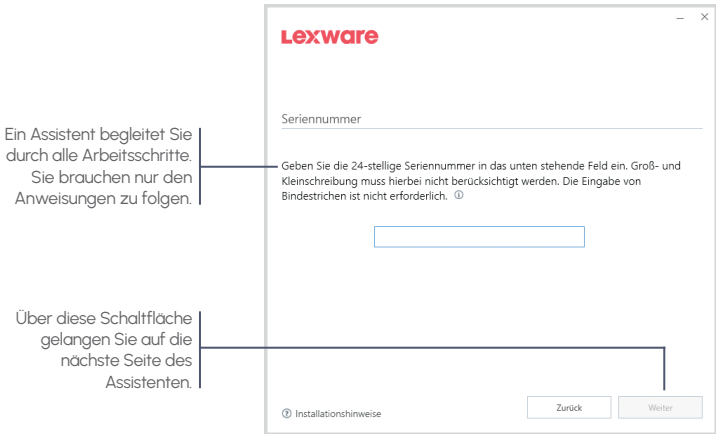 Lexware
Seriennummer
Ein Assistent begleitet Sie
durch alle Arbeitsschritte.
Sie brauchen nur den
Anweisungen zu folgen.
Geben Sie die 24-stellige Seriennummer in das unten stehende Feld ein. Groß- und
Kleinschreibung muss hierbei nicht berücksichtigt werden. Die Eingabe von
Bindestrichen ist nicht erforderlich.
Über diese Schaltfläche
gelangen Sie auf die
nächste Seite des
Assistenten.
Installationshinweise
Zurück
Weiter